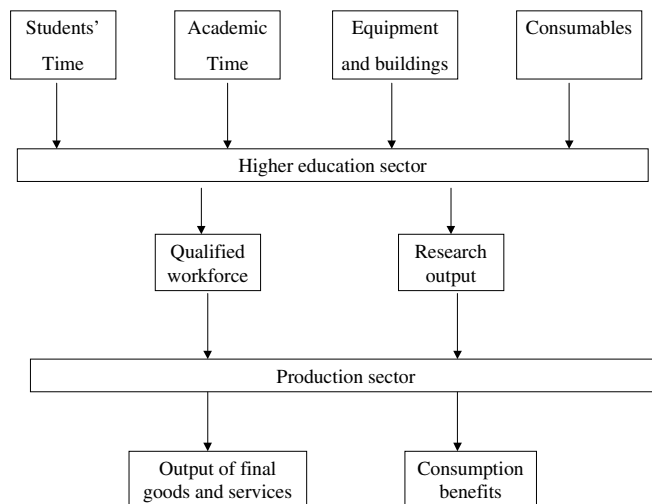 Students’
Time
Academic
Time
Equipment
and buildings
Consumables
Higher education sector
Qualified
workforce
Research
output
Production sector
Output of final
goods and services
Consumption
benefits